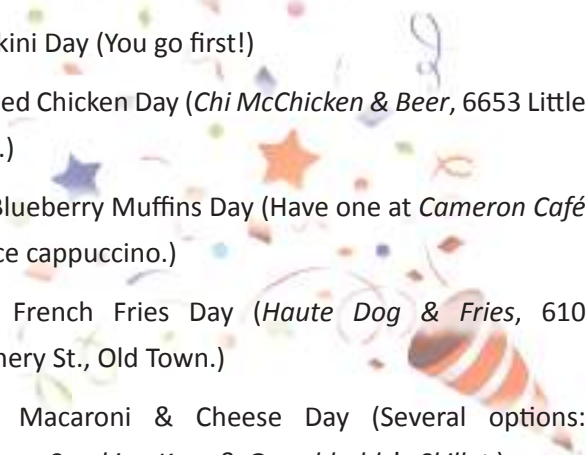 kini Day (You go first!)
ed Chicken Day (Chi McChicken & Beer, 6653 Little
.)
Blueberry Muffins Day (Have one at Cameron Café
ce cappuccino.)
French Fries Day (Haute Dog & Fries, 610
nery St., Old Town.)
Macaroni & Cheese Day (Several options: